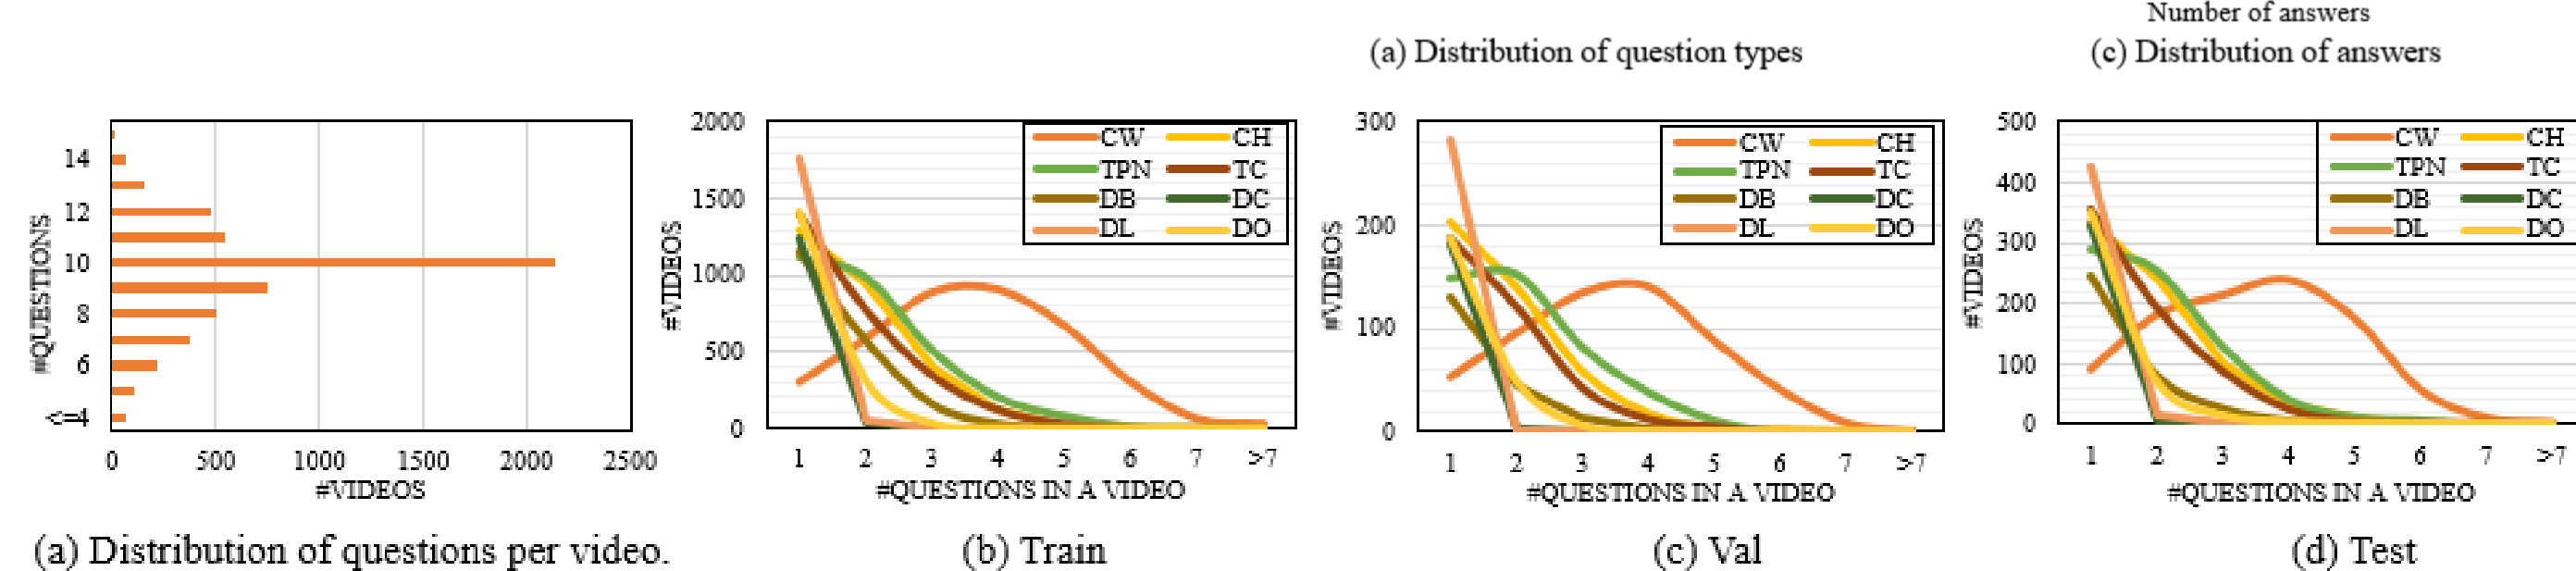 Number of answers
(a) Distribution of question types
(c) Distribution of answers
#QUESTIONS
14
12
10
8
6
<=4
0 500 1000 1500 2000 2500
#VIDEOS
(a) Distribution of questions per video.
#VIDEOS
2000
1500
1000
500
0
CW CH
TPN TC
DB DC
DL DO
1 2 3 4 5 6 7 >7
#QUESTIONS IN A VIDEO
(b) Train
#VIDEOS
300
200
100
0
CW CH
TPN TC
DB DC
DL DO
1 2 3 4 5 6 7 >7
#QUESTIONS IN A VIDEO
(c) Val
#VIDEOS
500
400
300
200
100
0
CW CH
TPN TC
DB DC
DL DO
1 2 3 4 5 6 7 >7
#QUESTIONS IN A VIDEO
(d) Test